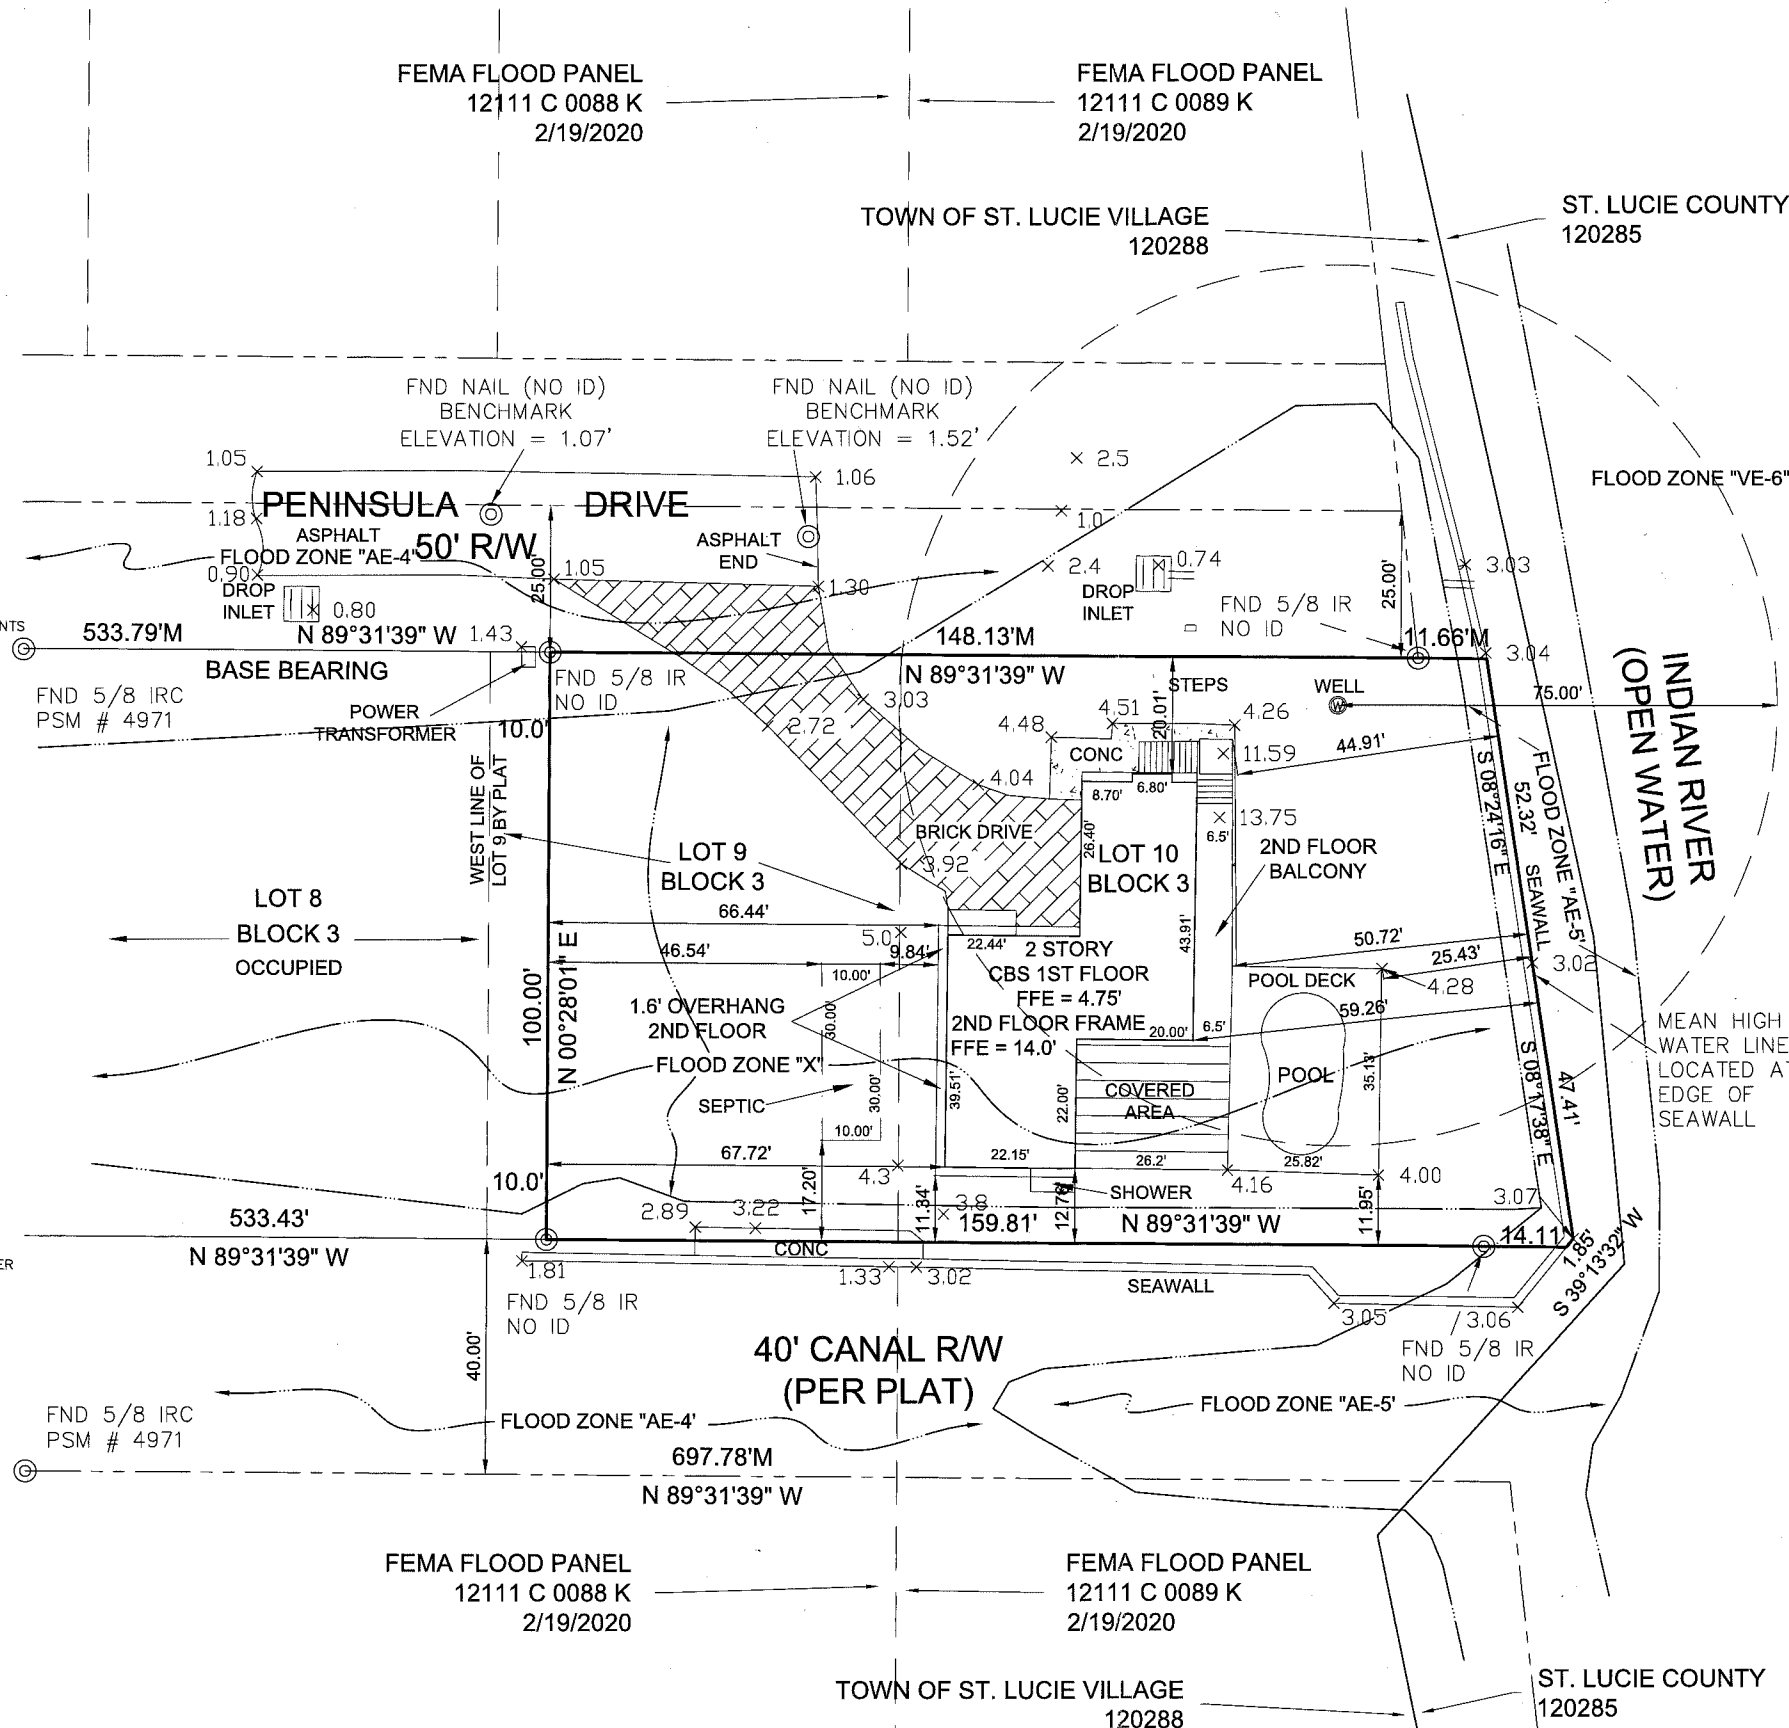 FEMA FLOOD PANEL
12111 C 0088 K
2/19/2020
FEMA FLOOD PANEL
12111 C 0089 K
2/19/2020
TOWN OF ST. LUCIE VILLAGE
120288
ST. LUCIE COUNTY
120285
FND NAIL (NO ID)
BENCHMARK
ELEVATION = 1.07'
FND NAIL (NO ID)
BENCHMARK
ELEVATION = 1.52'
1.05
1.06
2.5
FLOOD ZONE "VE-6"
PENINSULA DRIVE
1.18
1.0
ASPHALT
50' R/W
ASPHALT
END
FLOOD ZONE "AE-4'
0.90
1.05
25.00'
1.30
2.4
0.74
3.03
DROP
INLET
0.80
DROP
INLET
25.00'
FND 5/8 IR
NO ID
NTS
533.79'M
N 89°31'39" W
1.43
148.13'M
11.66'M
3.04
BASE BEARING
FND 5/8 IR
NO ID
N 89°31'39" W
FND 5/8 IRC
PSM # 4971
POWER
TRANSFORMER
10.0'
3.03
2.72
STEPS
20.01'
WELL
W
75.00'
INDIAN RIVER
(OPEN WATER)
4.48
4.51
4.26
CONC
11.59
44.91'
4.04
8.70'
6.80'
13.75
6.5'
WEST LINE OF
LOT 9 BY PLAT
BRICK DRIVE
26.40'
LOT 9
BLOCK 3
3.92
LOT 10
BLOCK 3
2ND FLOOR
BALCONY
S 08°24'16" E
52.32'
SEAWALL
FLOOD ZONE "AE-5'
LOT 8
BLOCK 3
OCCUPIED
66.44'
5.0
22.44'
43.91'
2 STORY
CBS 1ST FLOOR
FFE = 4.75'
2ND FLOOR FRAME
FFE = 14.0'
50.72'
46.54'
9.84'
10.00'
25.43'
3.02
POOL DECK
4.28
100.00'
N 00°28'01" E
1.6' OVERHANG
2ND FLOOR
30.00'
59.26'
20.00'
6.5'
MEAN HIGH
WATER LINE
LOCATED A
EDGE OF
SEAWALL
FLOOD ZONE "X"
SEPTIC
30.00'
39.51'
22.00'
COVERED
AREA
POOL
35.13'
S 08°17'38" E
47.41'
10.00'
67.72'
22.15'
26.2'
25.82'
10.0'
17.20'
4.3
4.16
4.00
SHOWER
3.07
2.89
3.22
11.34'
3.8
12.76'
11.95'
533.43'
N 89°31'39" W
159.81'
N 89°31'39" W
14.11'
1.85'
S 39°13'32" W
CONC
ER
1.81
1.33
3.02
SEAWALL
3.05
3.06
FND 5/8 IR
NO ID
40.00'
40' CANAL R/W
(PER PLAT)
FND 5/8 IR
NO ID
FND 5/8 IRC
PSM # 4971
FLOOD ZONE "AE-4'
FLOOD ZONE "AE-5'
697.78'M
N 89°31'39" W
FEMA FLOOD PANEL
12111 C 0088 K
2/19/2020
FEMA FLOOD PANEL
12111 C 0089 K
2/19/2020
TOWN OF ST. LUCIE VILLAGE
120288
ST. LUCIE COUNTY
120285